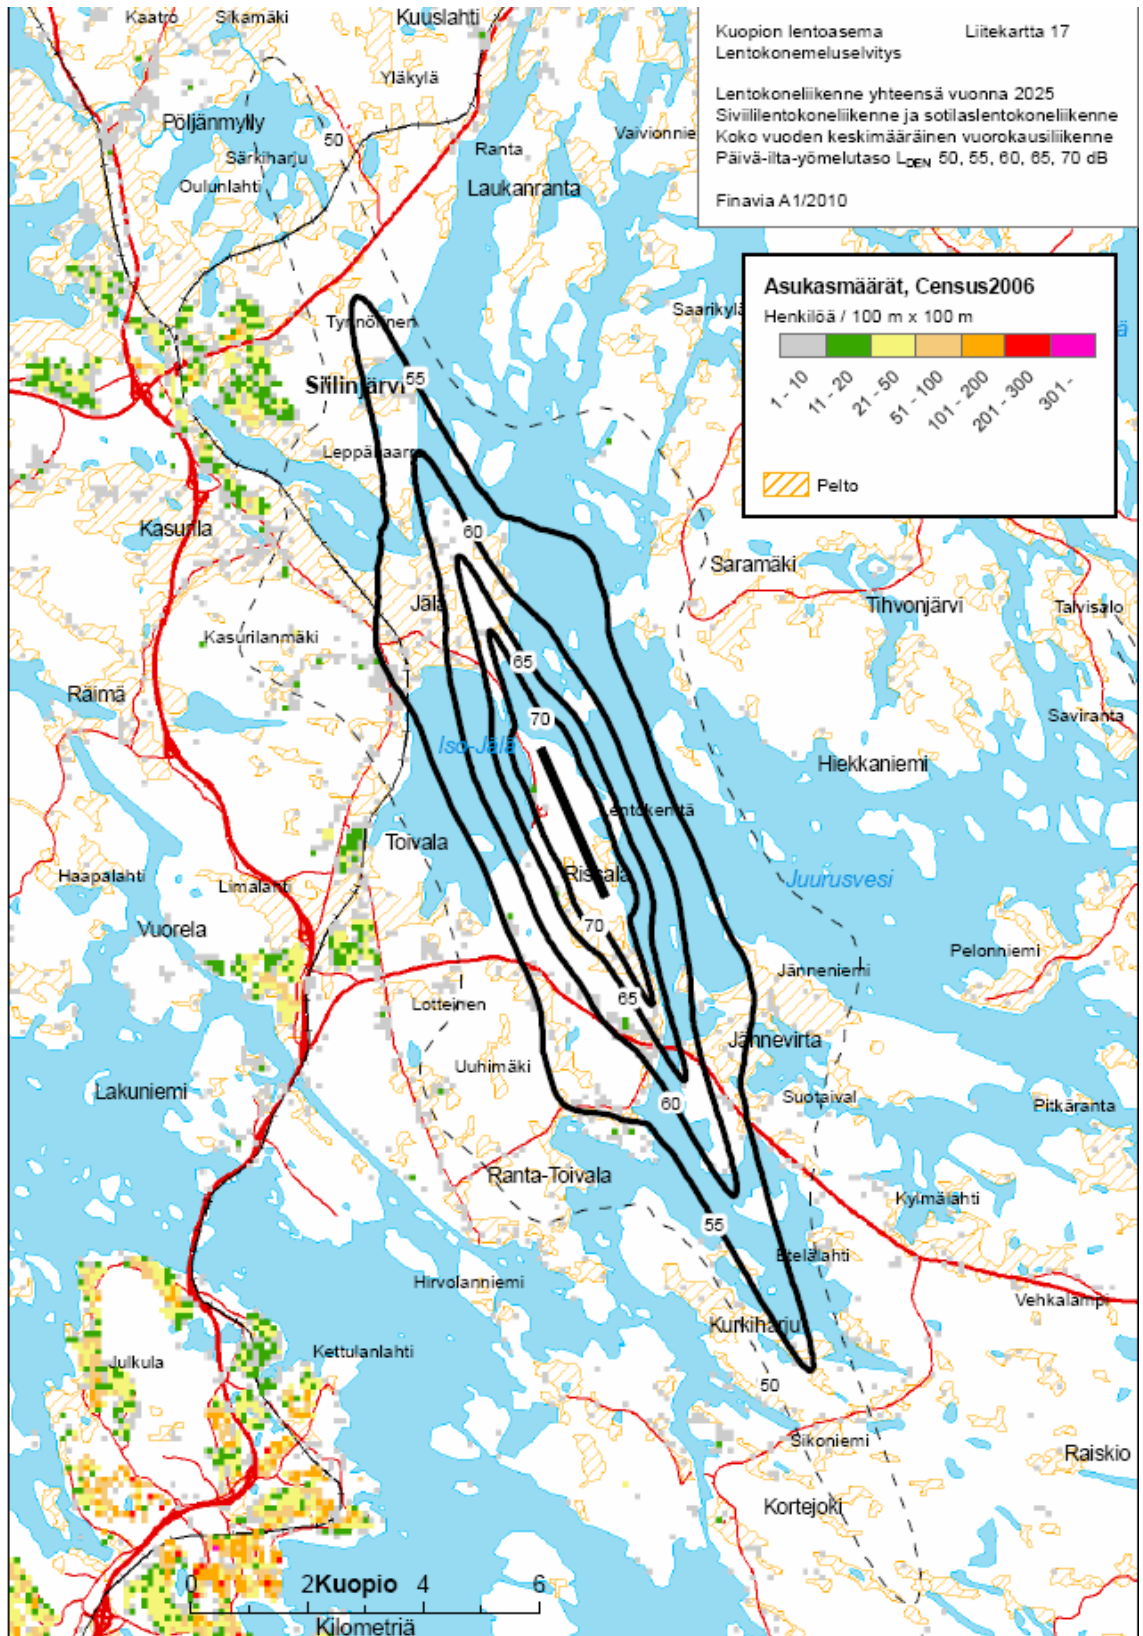 Kuopion lentoasema Liitekartta 17
Lentokonemeluselvitys
Lentokoneliikenne yhteensä vuonna 2025
Siviililentokoneliikenne ja sotilaslentokoneliikenne
Koko vuoden keskimääräinen vuorokausiliikenne
Päivä-ilta-yömelutaso LDEN 50, 55, 60, 65, 70 dB
Finavia A1/2010
Asukasmäärät, Census2006
Henkilöä / 100 m x 100 m
1 - 10
11 - 20
21 - 50
51 - 100
101 - 200
201 - 300
301 -
Pelto
Kaatro
Sikamäki
Kuuslahti
Yläkylä
Pöljänmylly
50
Vaivionnie
Särkiharju
Ranta
Oulunlahti
Laukanranta
Saarikylä
Tynnörinen
ä
Siilinjärvi
55
Leppäkaarre
Kasurila
60
Saramäki
Jälä
Tihvonjärvi
Talvisalo
Kasurilanmäki
65
Räimä
70
Saviranta
Iso-Jälä
Hiekkaniemi
Lentokenttä
Toivala
Haapalahti
Limalahti
Rissala
Juurusvesi
Vuorela
70
Pelonniemi
Jänneniemi
65
Lotteinen
Jännevirta
Uuhimäki
Lakuniemi
60
Suotaival
Pitkäranta
Ranta-Toivala
Kylmälahti
55
Etelälahti
Hirvolanniemi
Vehkalampi
Kurkiharju
Kettulanlahti
Julkula
50
Sikoniemi
Raiskio
Kortejoki
0 2 Kuopio 4 6
Kilometriä